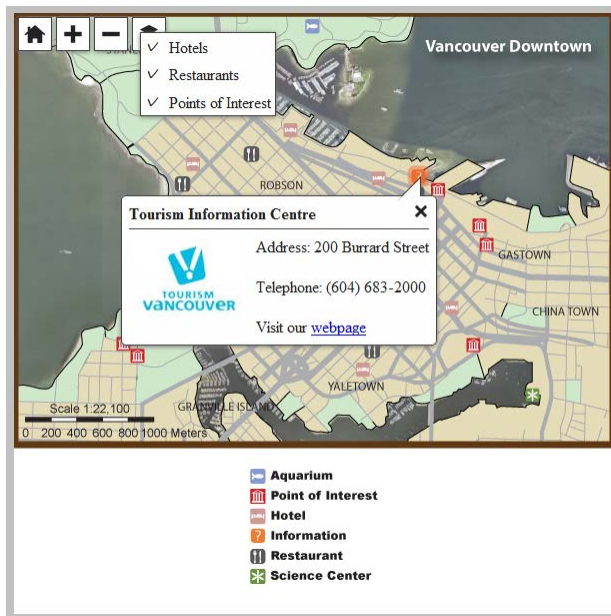 Vancouver Downtown
Hotels
Restaurants
Points of Interest
ROBSON
Tourism Information Centre
Address: 200 Burrard Street
TOURISM
VANCOUVER
Telephone: (604) 683-2000
Visit our webpage
GASTOWN
CHINA TOWN
YALETOWN
GRANVILLE ISLAND
Scale 1:22,100
0 200 400 600 800 1000 Meters
Aquarium
Point of Interest
Hotel
? Information
Restaurant
Science Center